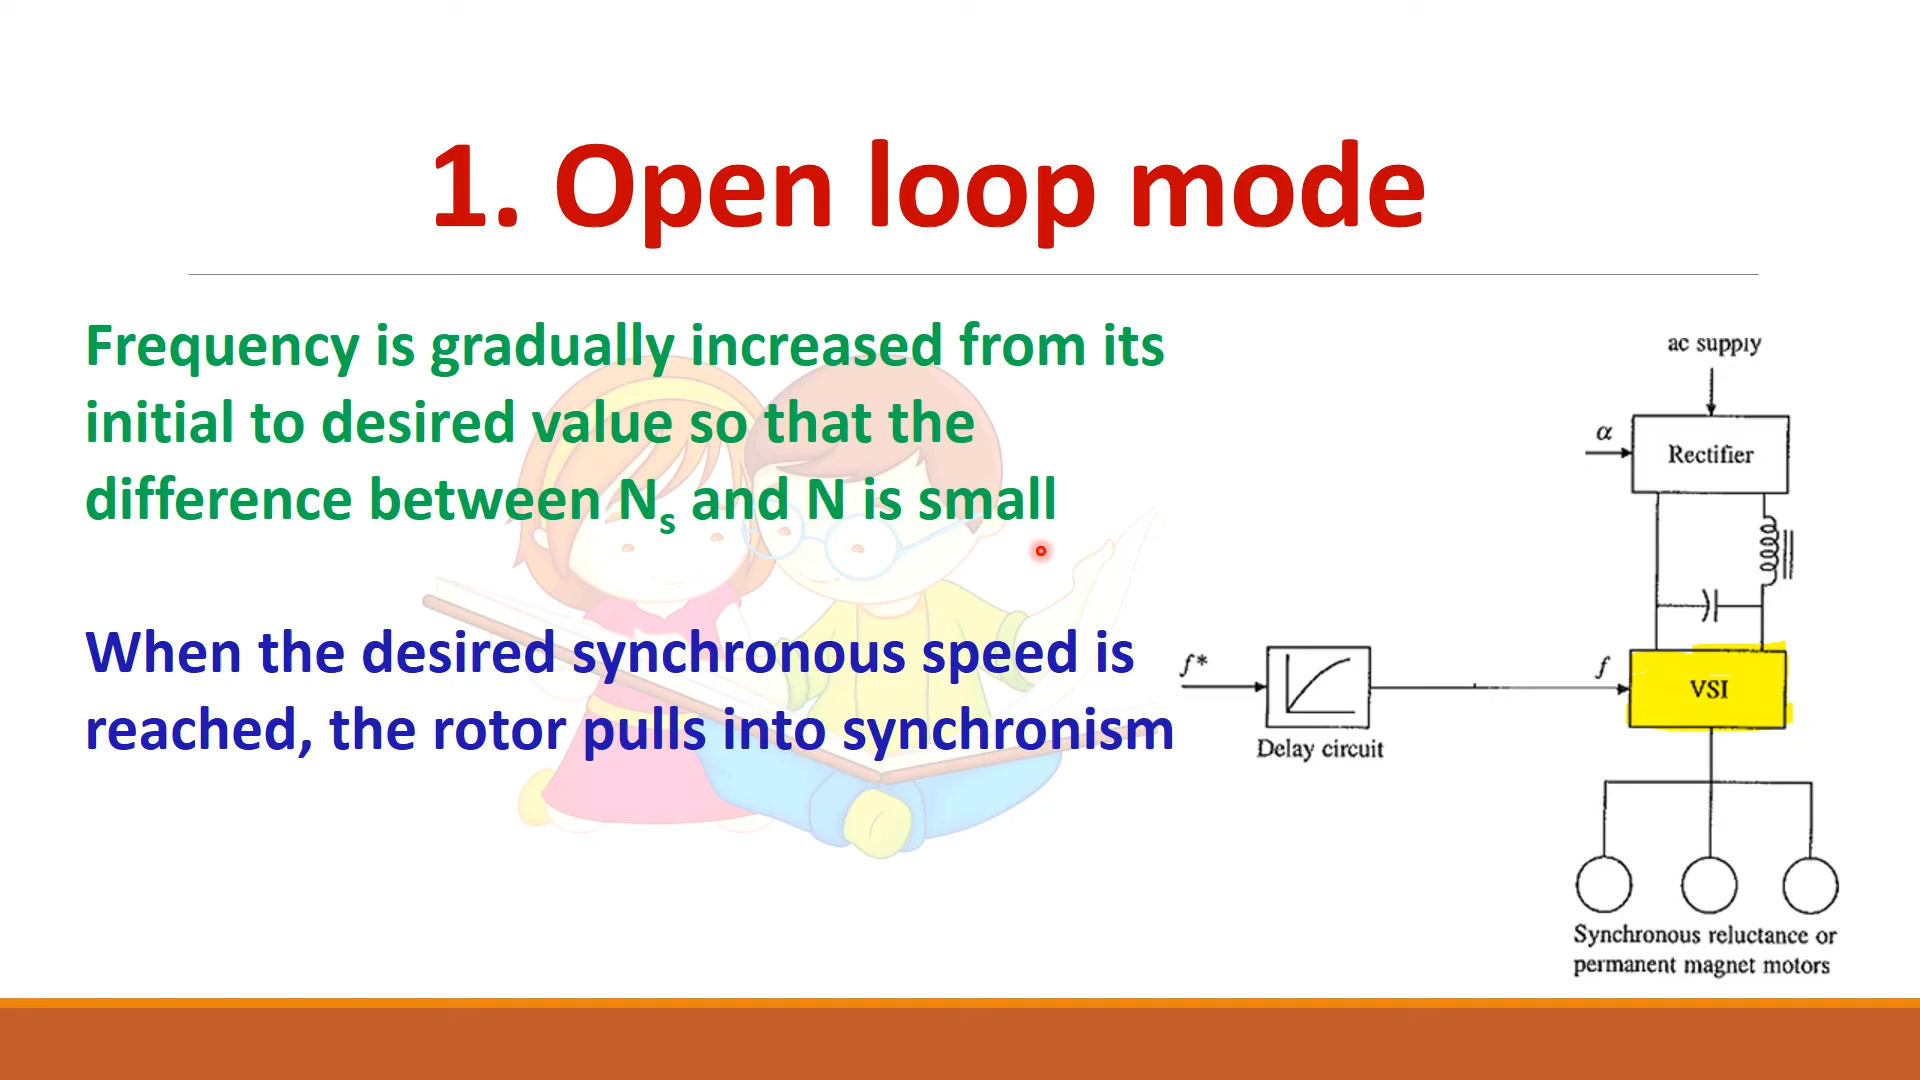 1. Open loop mode
Frequency is gradually increased from its
initial to desired value so that the
difference between Ns and N is small
When the desired synchronous speed is
reached, the rotor pulls into synchronism
ac supply
α
Rectifier
f*
Delay circuit
f
VSI
Synchronous reluctance or
permanent magnet motors